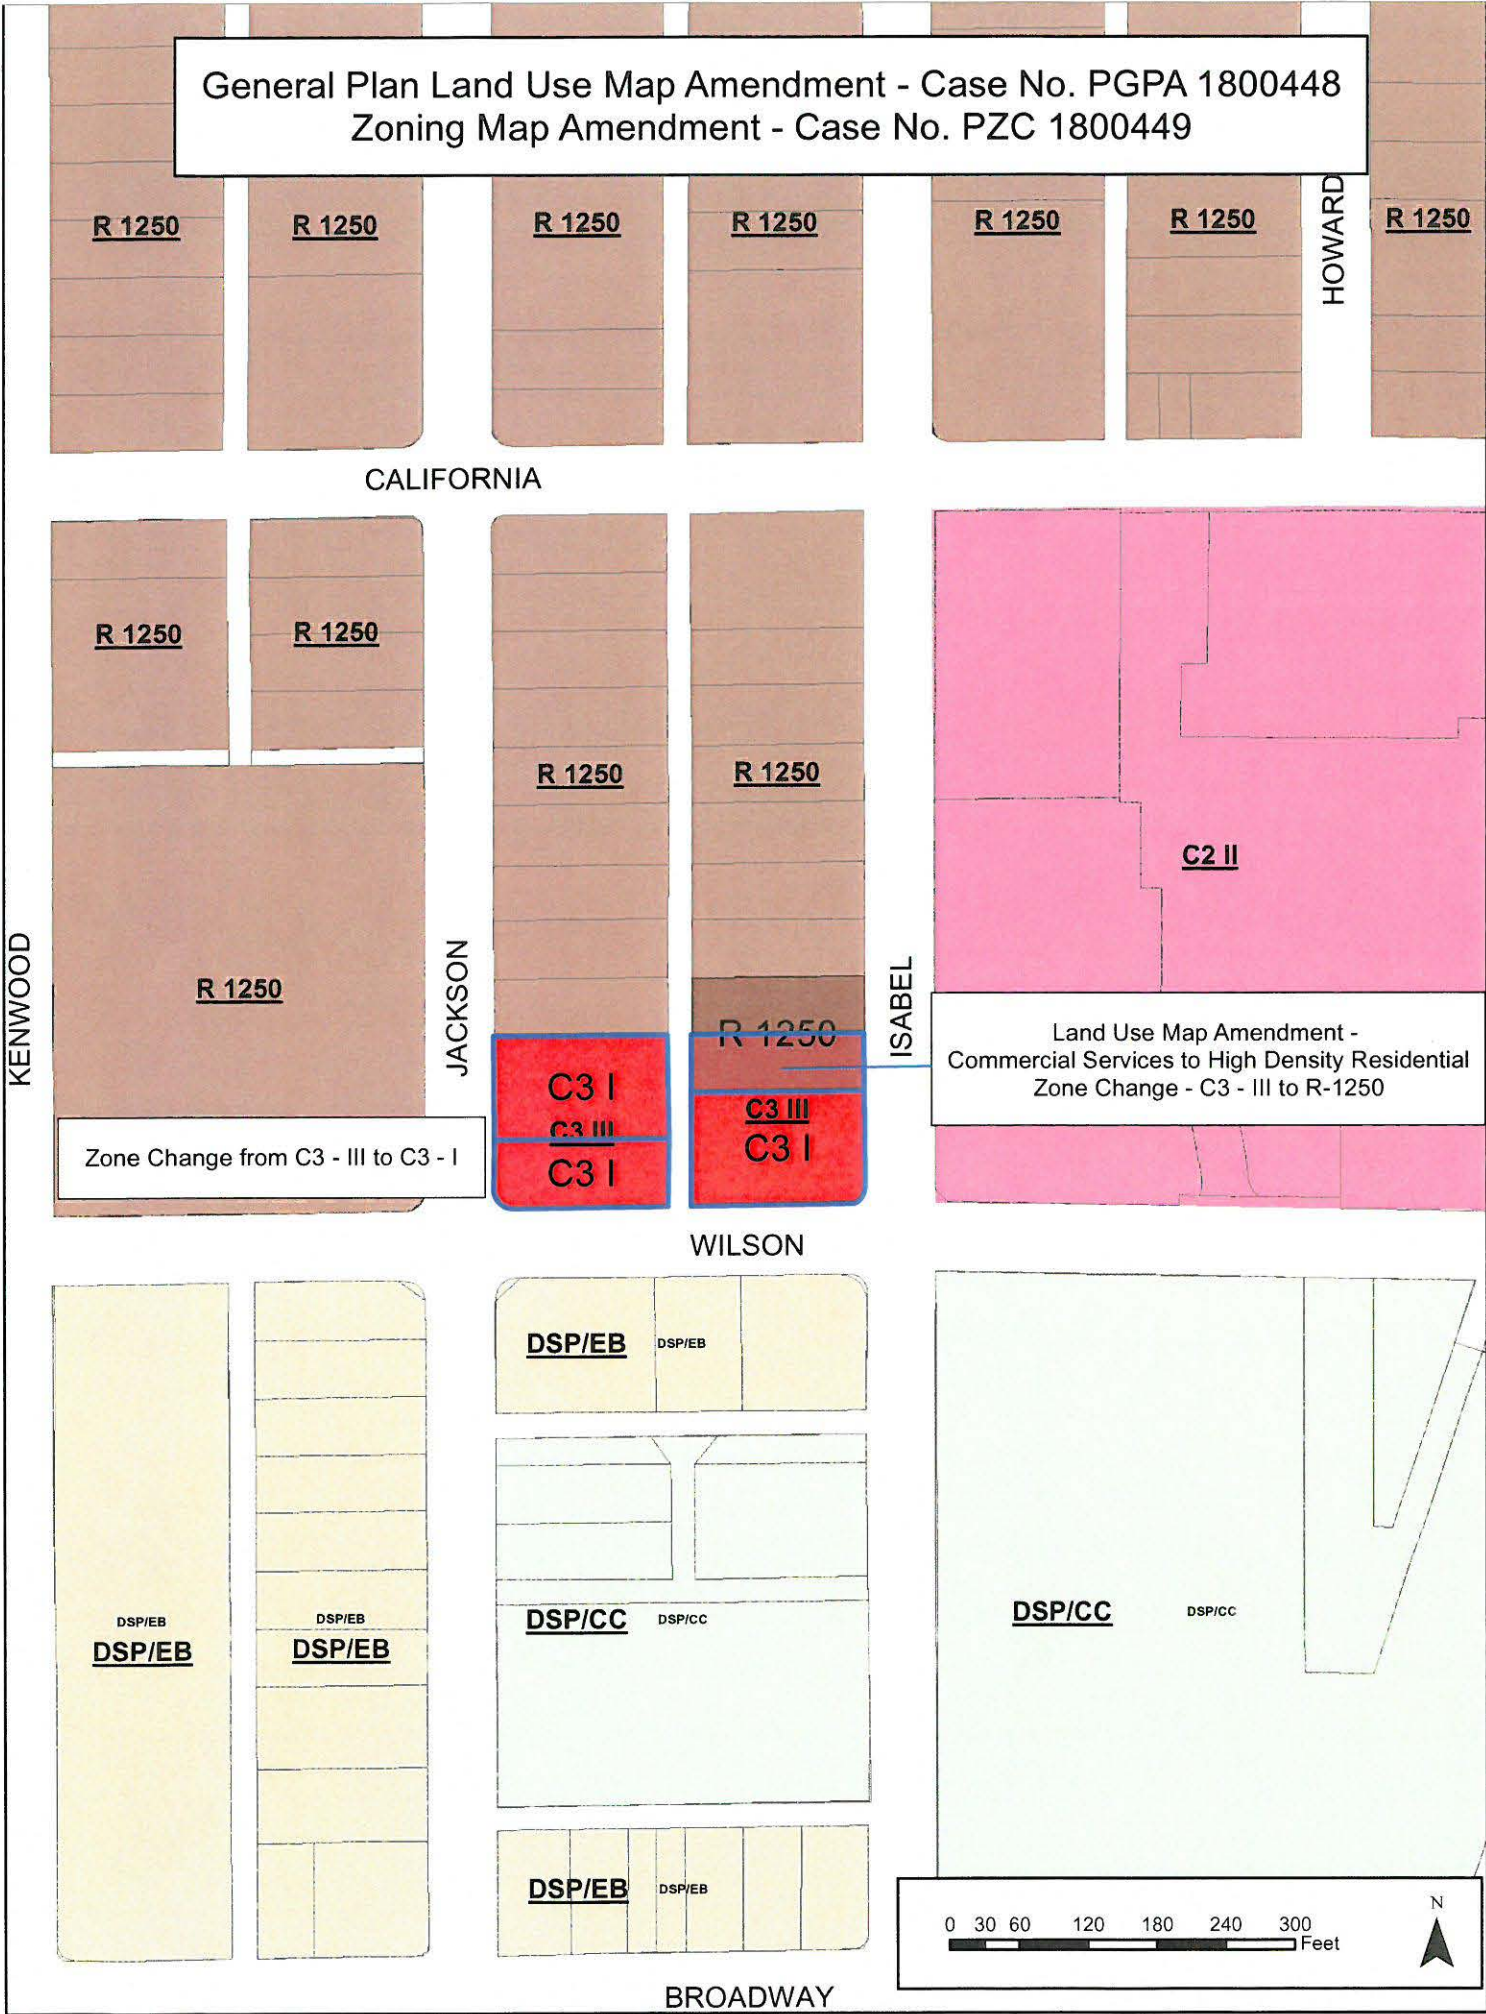 General Plan Land Use Map Amendment - Case No. PGPA 1800448
Zoning Map Amendment - Case No. PZC 1800449
R 1250
R 1250
R 1250
R 1250
R 1250
R 1250
HOWARD
R 1250
CALIFORNIA
R 1250
R 1250
R 1250
R 1250
C2 II
KENWOOD
R 1250
JACKSON
ISABEL
R 1250
Land Use Map Amendment -
Commercial Services to High Density Residential
Zone Change - C3 - III to R-1250
C3 I
C3 III
C3 I
C3 III
C3 I
Zone Change from C3 - III to C3 - I
WILSON
DSP/EB
DSP/EB
DSP/EB
DSP/EB
DSP/EB
DSP/EB
DSP/CC
DSP/CC
DSP/CC
DSP/CC
DSP/EB
DSP/EB
0 30 60 120 180 240 300
Feet
N
BROADWAY